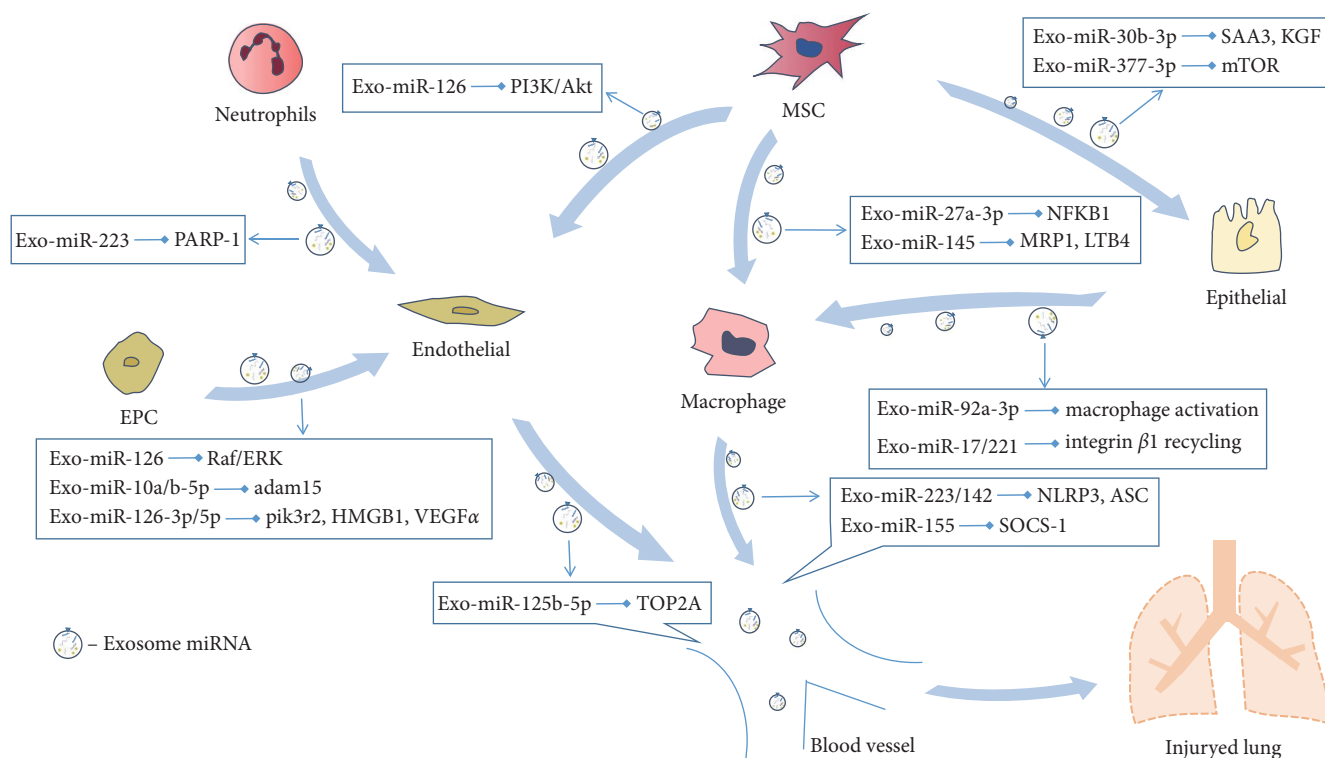 Neutrophils
Exo-miR-126 PI3K/Akt
MSC
Exo-miR-30b-3p SAA3, KGF
Exo-miR-377-3p mTOR
Exo-miR-223 PARP-1
Exo-miR-27a-3p NFKB1
Exo-miR-145 MRP1, LTB4
Epithelial
Endothelial
Macrophage
EPC
Exo-miR-126 Raf/ERK
Exo-miR-10a/b-5p adam15
Exo-miR-126-3p/5p pik3r2, HMGB1, VEGFα
Exo-miR-92a-3p macrophage activation
Exo-miR-17/221 integrin β1 recycling
Exo-miR-223/142 NLRP3, ASC
Exo-miR-155 SOCS-1
Exo-miR-125b-5p TOP2A
– Exosome miRNA
Blood vessel
Injuryed lung